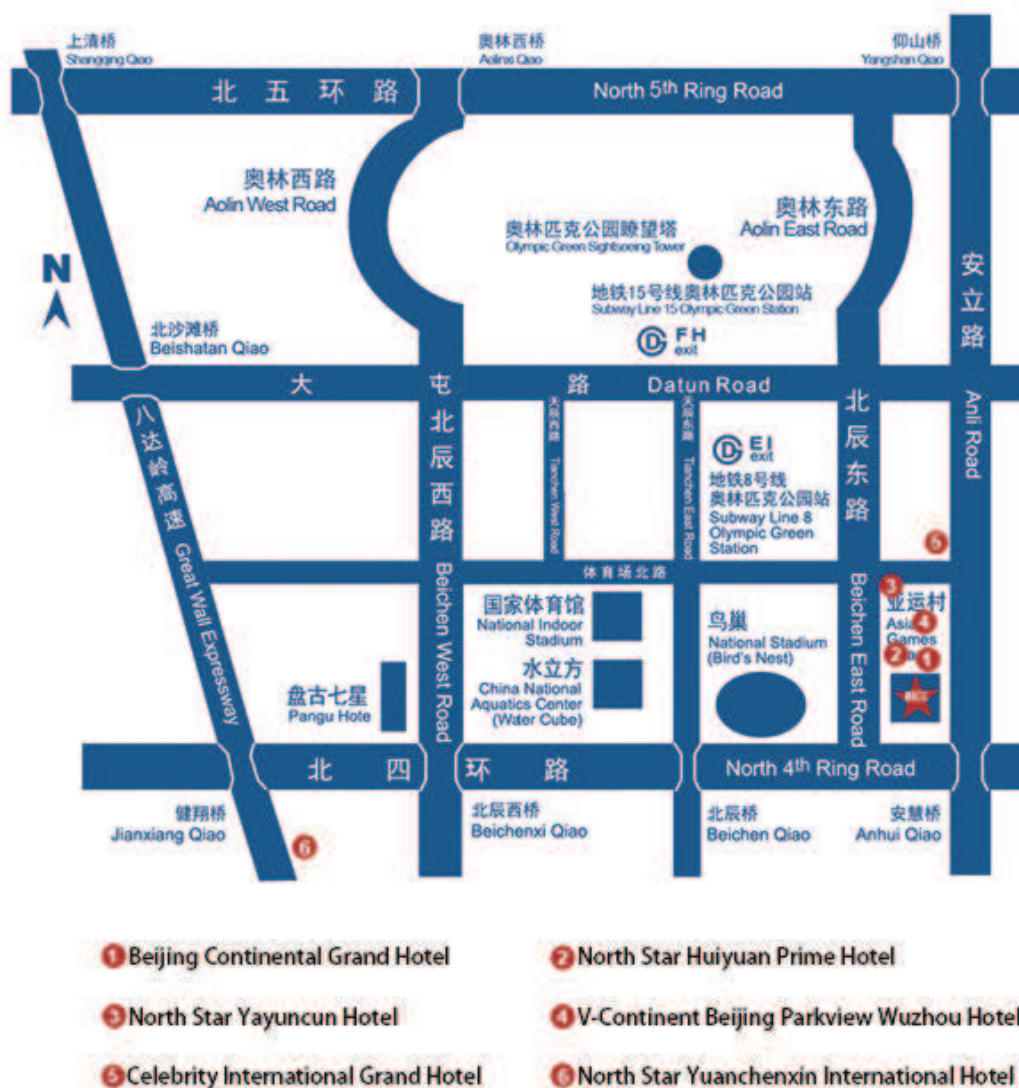 上清桥
Shangqing Qiao
奥林西桥
Aolinxi Qiao
仰山桥
Yangshan Qiao
北五环路
North 5th Ring Road
奥林西路
Aolin West Road
奥林东路
Aolin East Road
奥林匹克公园瞭望塔
Olympic Green Sightseeing Tower
地铁15号线奥林匹克公园站
Subway Line 15 Olympic Green Station
N
F H
exit
安立路
Anli Road
北沙滩桥
Beishatan Qiao
大屯路
Datun Road
八达岭高速
Great Wall Expressway
北辰西路
Beichen West Road
天辰西路
Tianchen West Road
天辰东路
Tianchen East Road
北辰东路
Beichen East Road
E I
exit
地铁8号线
奥林匹克公园站
Subway Line 8
Olympic Green
Station
5
体育场北路
3
亚运村
Asia
Games
4
2
1
国家体育馆
National Indoor
Stadium
水立方
China National
Aquatics Center
(Water Cube)
鸟巢
National Stadium
(Bird's Nest)
盘古七星
Pangu Hote
北四环路
North 4th Ring Road
健翔桥
Jianxiang Qiao
6
北辰西桥
Beichenxi Qiao
北辰桥
Beichen Qiao
安慧桥
Anhui Qiao
1 Beijing Continental Grand Hotel
2 North Star Huiyuan Prime Hotel
3 North Star Yayuncun Hotel
4 V-Continent Beijing Parkview Wuzhou Hotel
5 Celebrity International Grand Hotel
6 North Star Yuanchenxin International Hotel